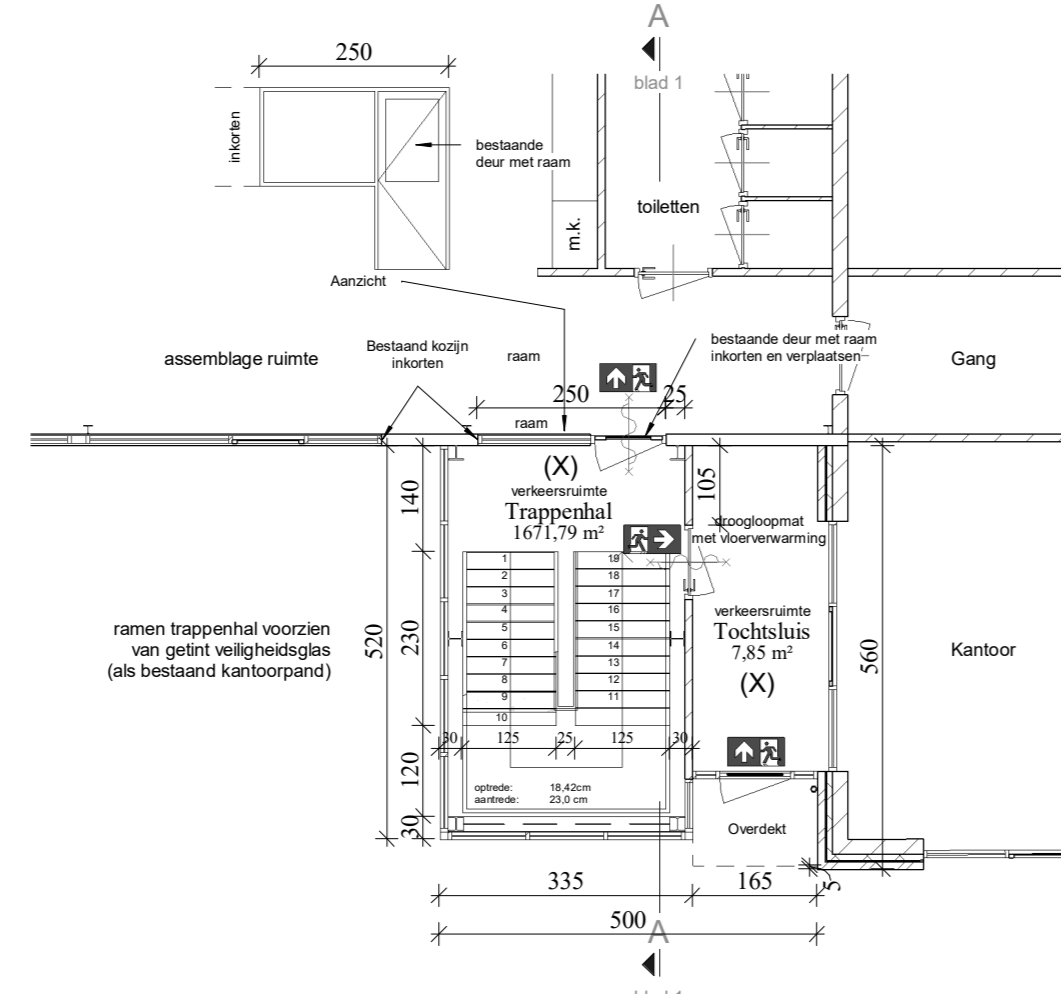 A
250
blad 1
inkorten
bestaande
deur met raam
toiletten
m.k.
Aanzicht
bestaande deur met raam
inkorten en verplaatsen
assemblage ruimte
Bestaand kozijn
inkorten
raam
Gang
250
25
raam
(X)
verkeersruimte
Trappenhal
1671,79 m²
140
105
droogloopmat
met vloerverwarming
1
2
3
4
5
6
7
8
9
10
19
18
17
16
15
14
13
12
11
ramen trappenhal voorzien
van getint veiligheidsglas
(als bestaand kantoorpand)
520
230
verkeersruimte
Tochtsluis
7,85 m²
(X)
560
Kantoor
30
125
25
125
30
120
optrede: 18,42cm
aantrede: 23,0 cm
30
Overdekt
335
165
5
500
A